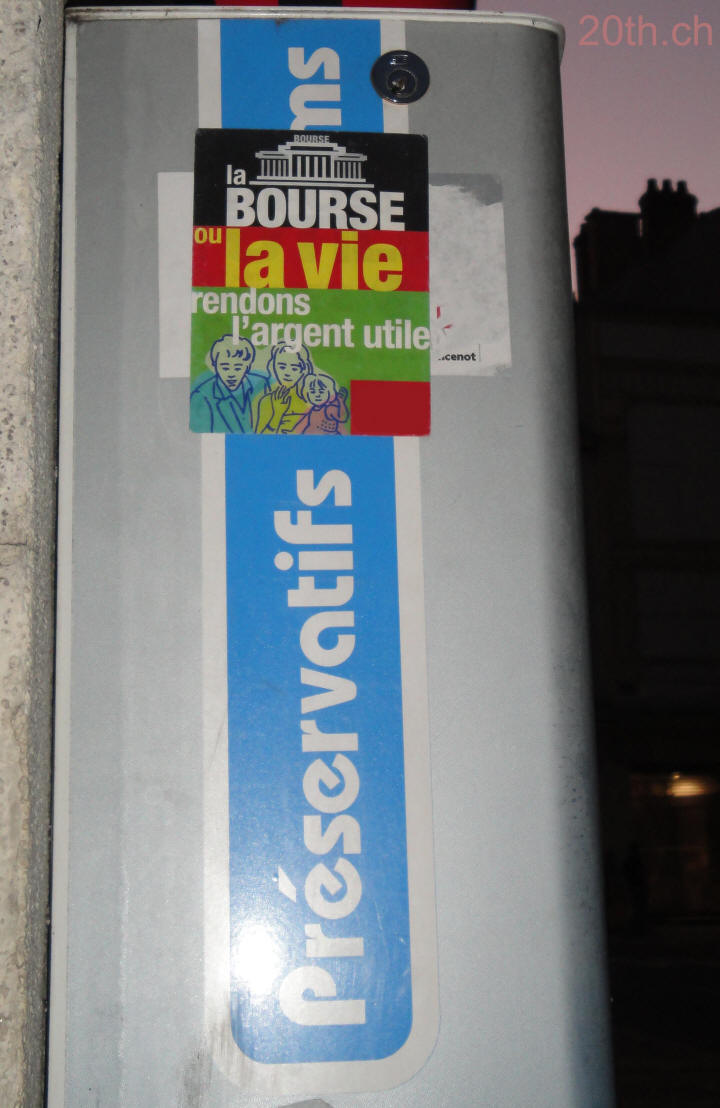 20th.ch
BOURSE
la
BOURSE
ou
la vie
rendons
l'argent utile
Préservatifs